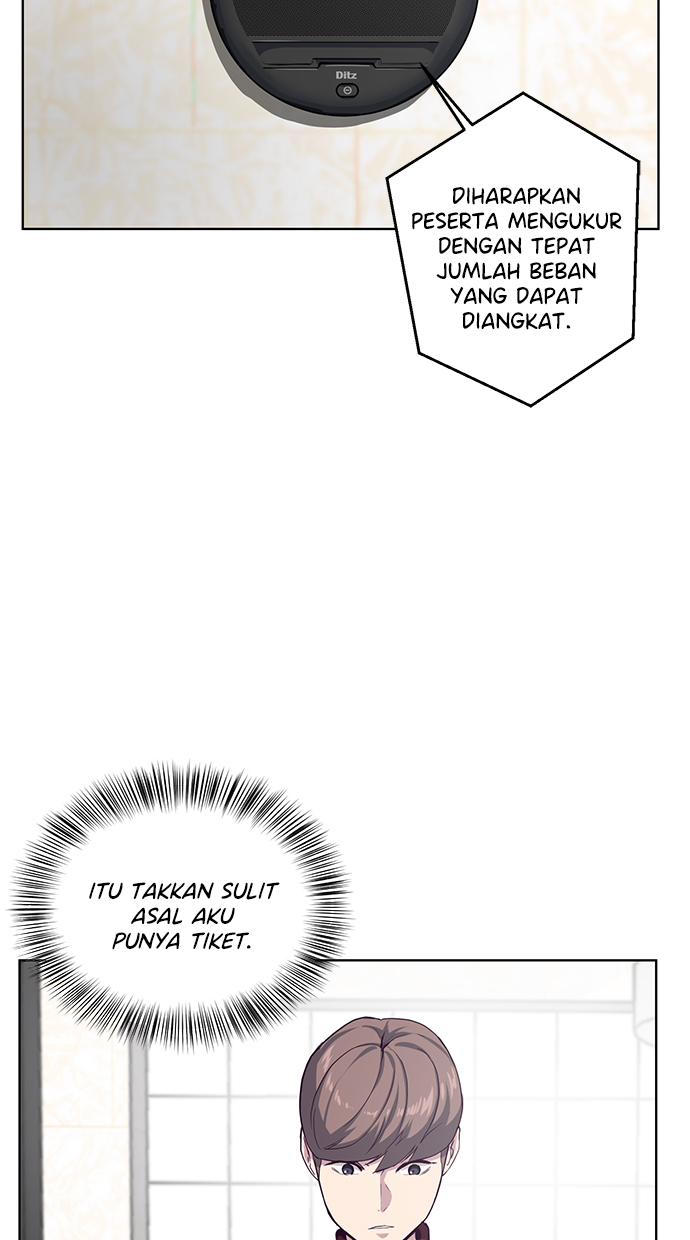 Ditz
DIHARAPKAN
PESERTA MENGUKUR
DENGAN TEPAT
JUMLAH BEBAN
YANG DAPAT
DIANGKAT.
ITU TAKKAN SULIT
ASAL AKU
PUNYA TIKET.